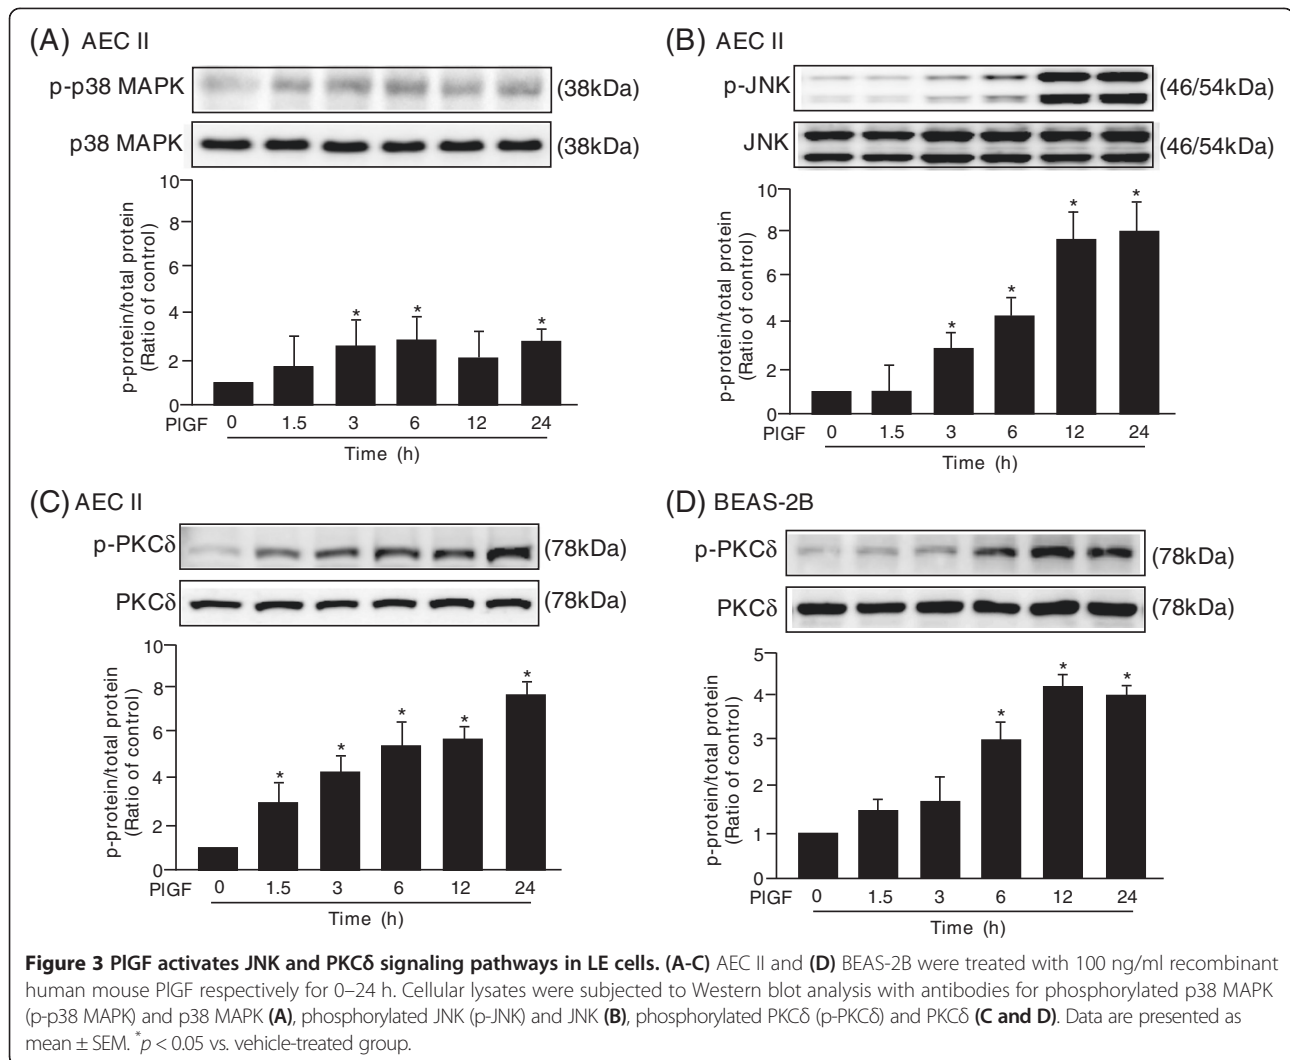 (A) AEC II
p-p38 MAPK (38kDa)
p38 MAPK (38kDa)
p-protein/total protein
(Ratio of control)
10
8
6
4
2
0
* * *
PlGF 0 1.5 3 6 12 24
Time (h)
(B) AEC II
p-JNK (46/54kDa)
JNK (46/54kDa)
p-protein/total protein
(Ratio of control)
10
8
6
4
2
0
* * * *
PlGF 0 1.5 3 6 12 24
Time (h)
(C) AEC II
p-PKCδ (78kDa)
PKCδ (78kDa)
p-protein/total protein
(Ratio of control)
10
8
6
4
2
0
* * * * *
PlGF 0 1.5 3 6 12 24
Time (h)
(D) BEAS-2B
p-PKCδ (78kDa)
PKCδ (78kDa)
p-protein/total protein
(Ratio of control)
5
4
3
2
1
0
* * *
PlGF 0 1.5 3 6 12 24
Time (h)
Figure 3 PlGF activates JNK and PKCδ signaling pathways in LE cells. (A-C) AEC II and (D) BEAS-2B were treated with 100 ng/ml recombinant
human mouse PlGF respectively for 0–24 h. Cellular lysates were subjected to Western blot analysis with antibodies for phosphorylated p38 MAPK
(p-p38 MAPK) and p38 MAPK (A), phosphorylated JNK (p-JNK) and JNK (B), phosphorylated PKCδ (p-PKCδ) and PKCδ (C and D). Data are presented as
mean ± SEM. *p < 0.05 vs. vehicle-treated group.